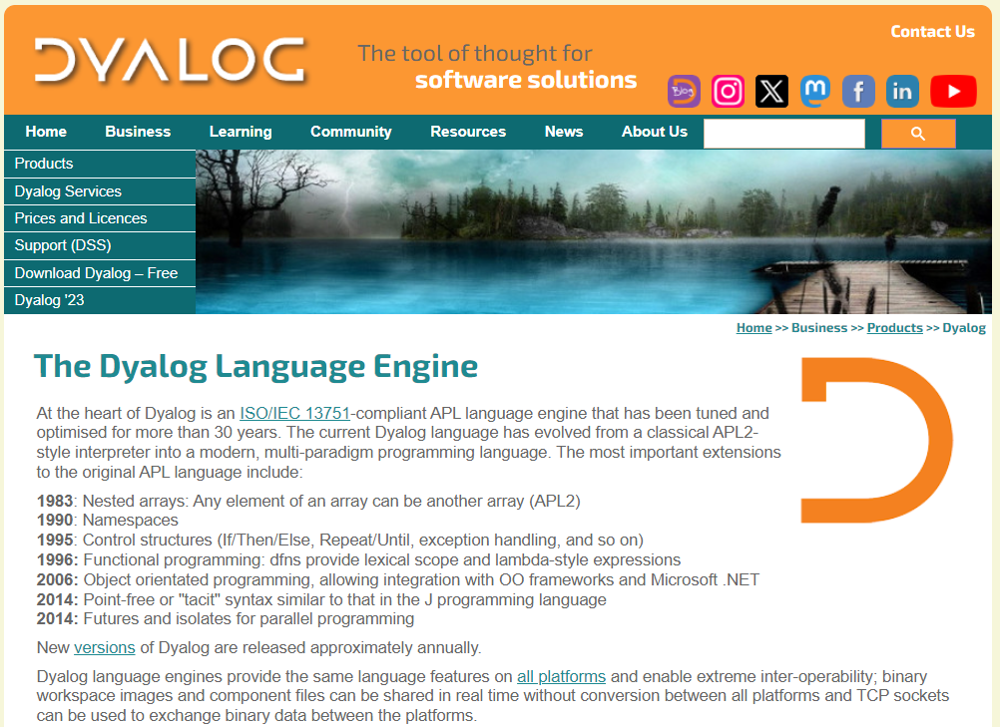 DYALOG
The tool of thought for
software solutions
Contact Us
Blog
Home Business Learning Community Resources News About Us
Products
Dyalog Services
Prices and Licences
Support (DSS)
Download Dyalog – Free
Dyalog '23
Home >> Business >> Products >> Dyalog
The Dyalog Language Engine
At the heart of Dyalog is an ISO/IEC 13751-compliant APL language engine that has been tuned and
optimised for more than 30 years. The current Dyalog language has evolved from a classical APL2-
style interpreter into a modern, multi-paradigm programming language. The most important extensions
to the original APL language include:
1983: Nested arrays: Any element of an array can be another array (APL2)
1990: Namespaces
1995: Control structures (If/Then/Else, Repeat/Until, exception handling, and so on)
1996: Functional programming: dfns provide lexical scope and lambda-style expressions
2006: Object orientated programming, allowing integration with OO frameworks and Microsoft .NET
2014: Point-free or "tacit" syntax similar to that in the J programming language
2014: Futures and isolates for parallel programming
New versions of Dyalog are released approximately annually.
Dyalog language engines provide the same language features on all platforms and enable extreme inter-operability; binary
workspace images and component files can be shared in real time without conversion between all platforms and TCP sockets
can be used to exchange binary data between the platforms.